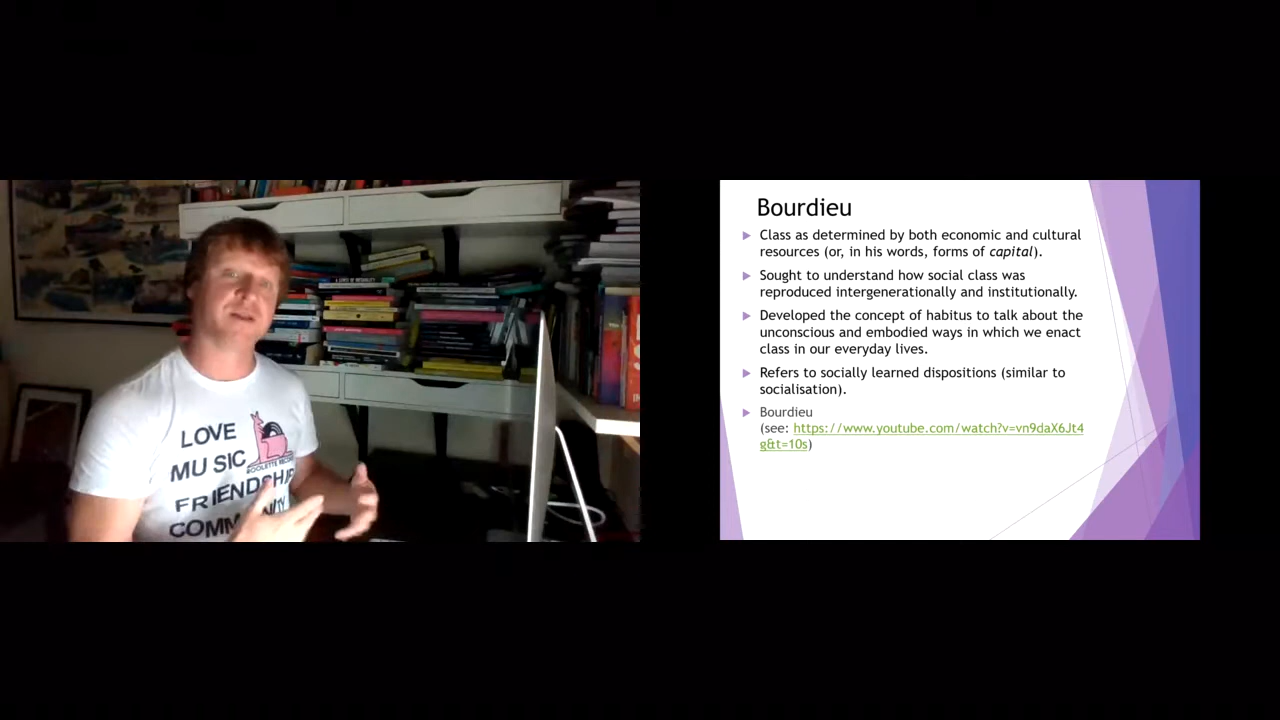 LOVE
MUSIC
FRIENDSHIP
COMMUNITY
Bourdieu
Class as determined by both economic and cultural
resources (or, in his words, forms of capital).
Sought to understand how social class was
reproduced intergenerationally and institutionally.
Developed the concept of habitus to talk about the
unconscious and embodied ways in which we enact
class in our everyday lives.
Refers to socially learned dispositions (similar to
socialisation).
Bourdieu
(see: https://www.youtube.com/watch?v=vn9daX6Jt4
g&t=10s)